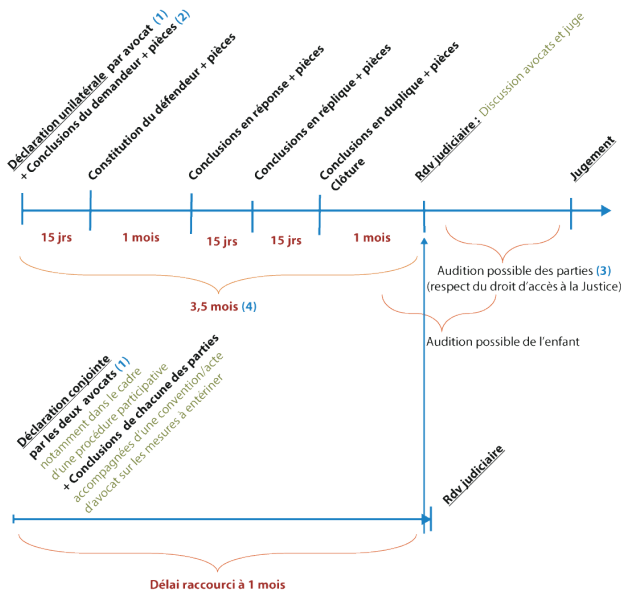 Déclaration unilatérale par avocat (1)
+ Conclusions du demandeur + pièces (2)
Constitution du défendeur + pièces
Conclusions en réponse + pièces
Conclusions en réplique + pièces
Conclusions en duplique + pièces
Clôture
Rdv judiciaire : Discussion avocats et juge
Jugement
15 jrs
1 mois
15 jrs
15 jrs
1 mois
3,5 mois (4)
Audition possible des parties (3)
(respect du droit d'accès à la Justice)
Audition possible de l'enfant
Déclaration conjointe
par les deux avocats (1)
notamment dans le cadre
d'une procédure participative
+ Conclusions de chacune des parties
accompagnées d'une convention/acte
d'avocat sur les mesures à entériner
Rdv judiciaire
Délai raccourci à 1 mois